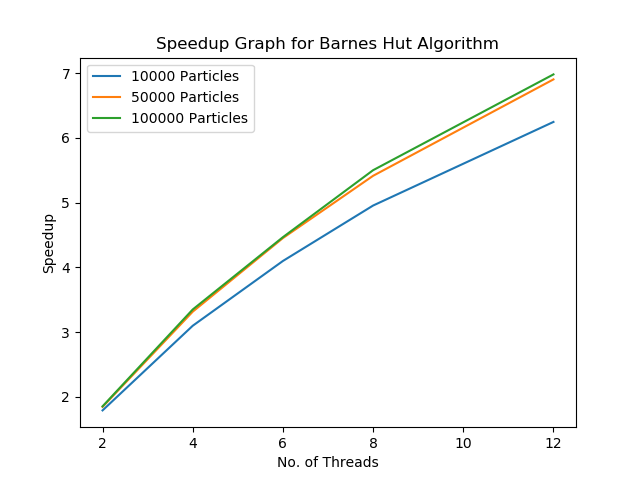 Speedup Graph for Barnes Hut Algorithm
10000 Particles
50000 Particles
100000 Particles
7
6
5
4
3
2
Speedup
2 4 6 8 10 12
No. of Threads